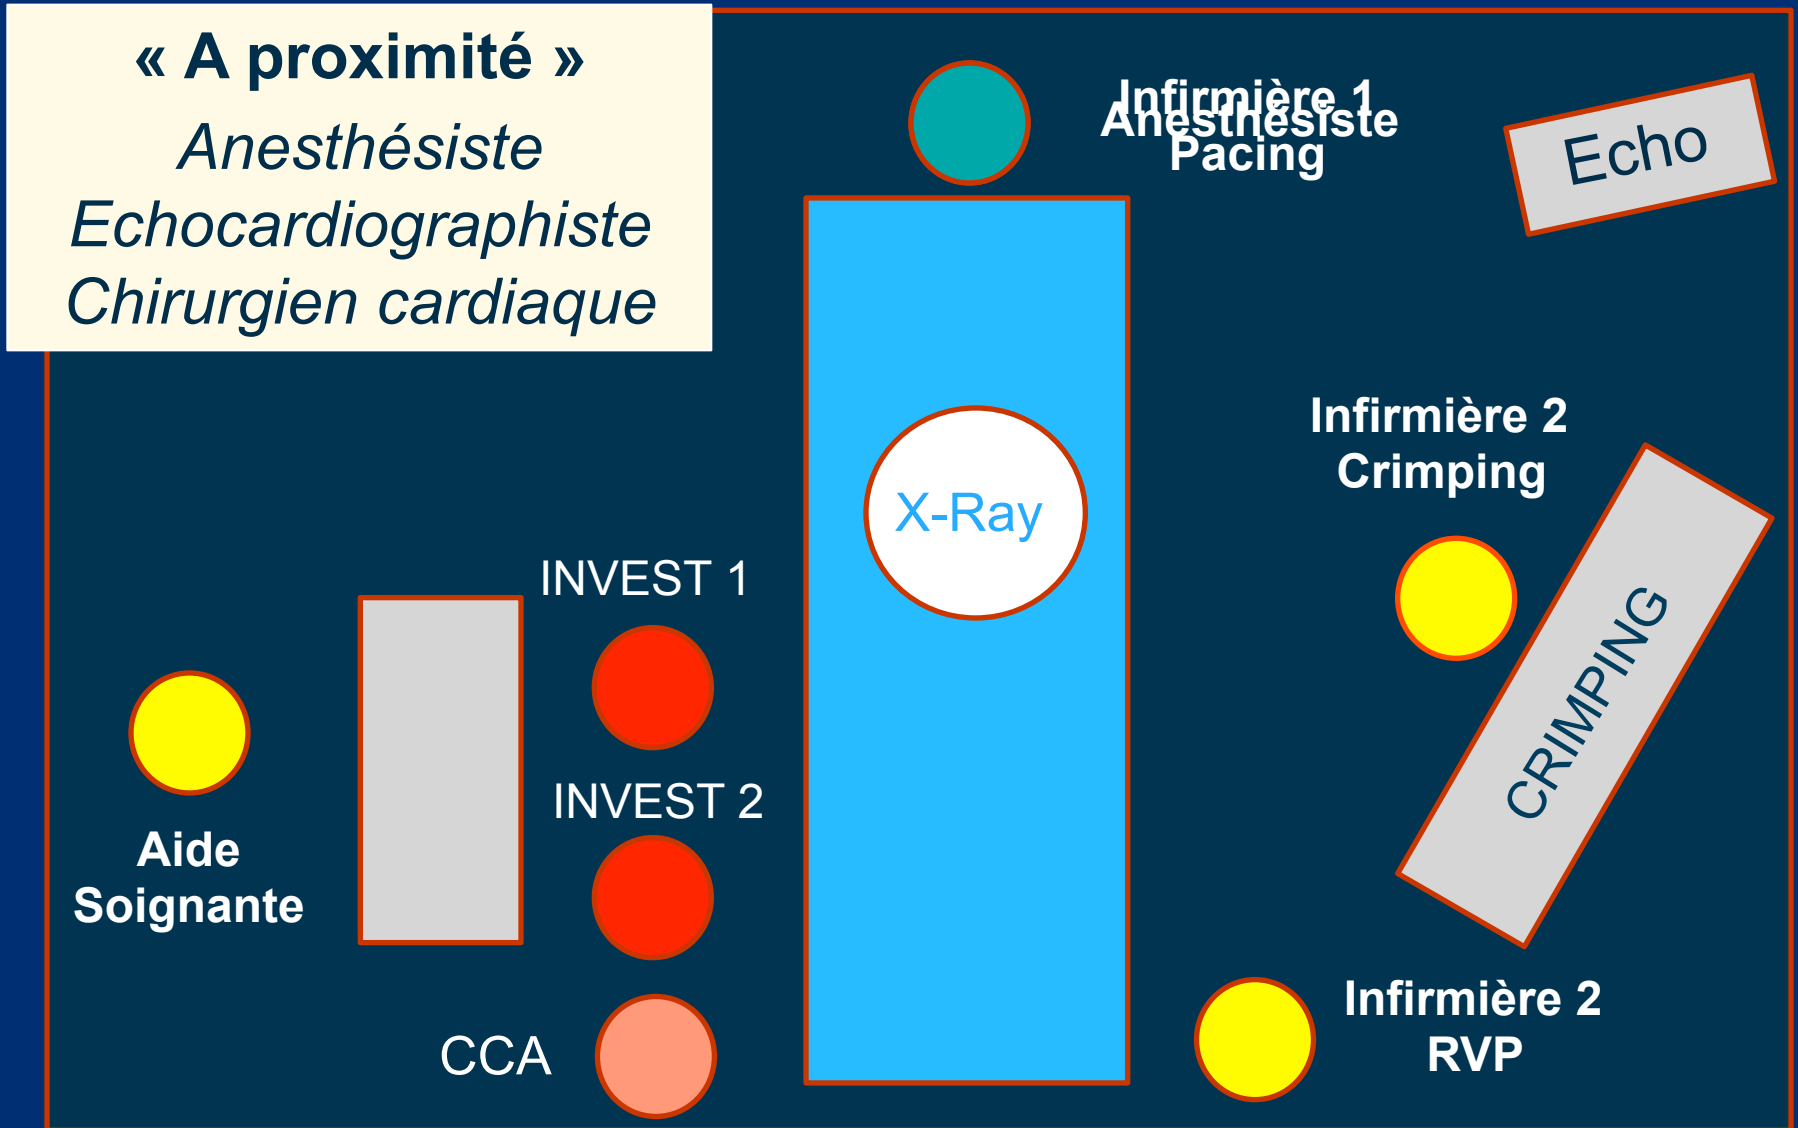 « A proximité »
Anesthésiste
Echocardiographiste
Chirurgien cardiaque
Infirmière 1
Anesthésiste
Pacing
Echo
Infirmière 2
Crimping
X-Ray
INVEST 1
CRIMPING
INVEST 2
Aide
Soignante
CCA
Infirmière 2
RVP